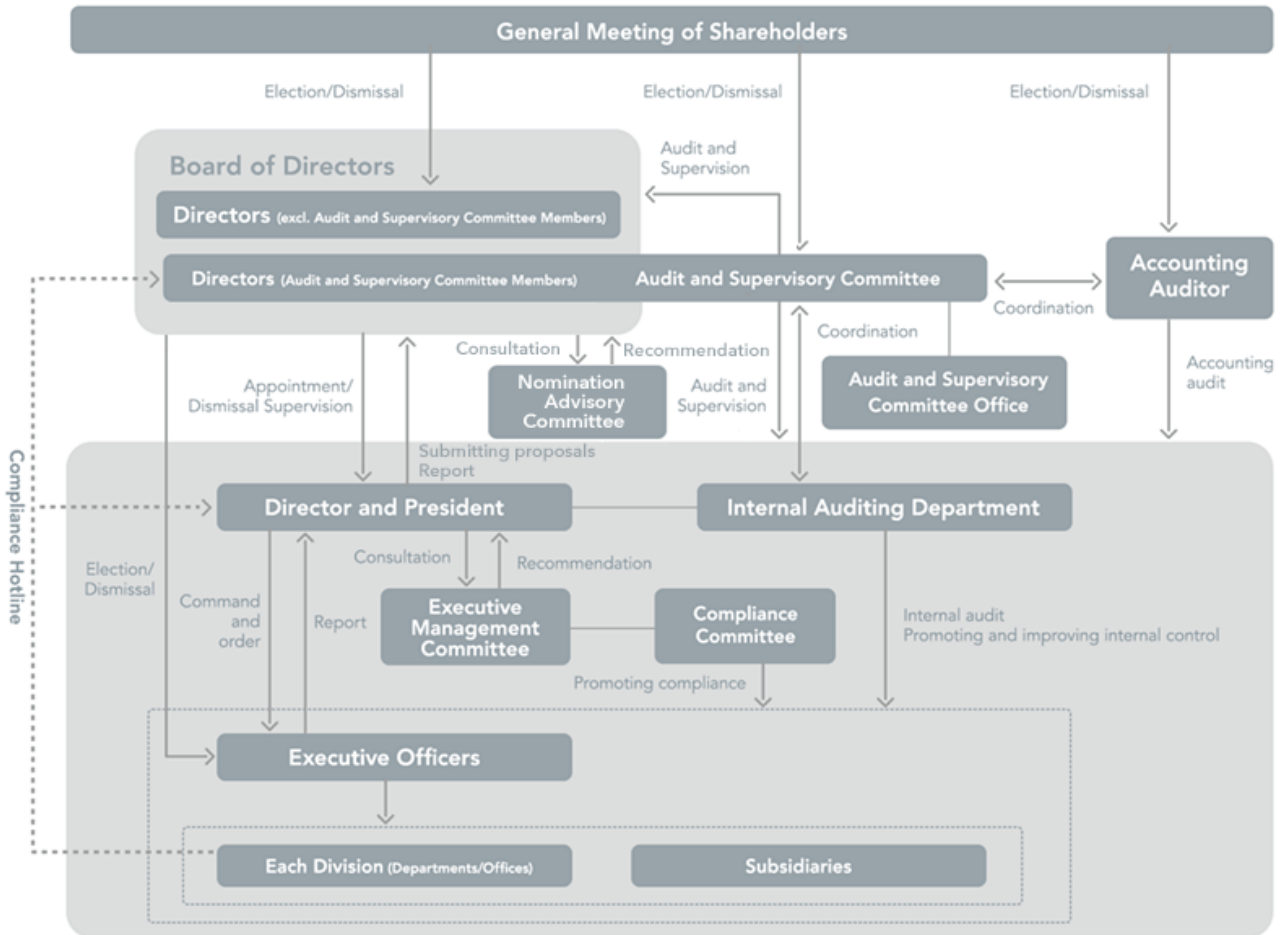 General Meeting of Shareholders
Election/Dismissal
Election/Dismissal
Election/Dismissal
Board of Directors
Audit and
Supervision
Directors (excl. Audit and Supervisory Committee Members)
Directors (Audit and Supervisory Committee Members)
Audit and Supervisory Committee
Accounting
Auditor
Coordination
Coordination
Consultation
Recommendation
Appointment/
Dismissal Supervision
Nomination
Advisory
Committee
Audit and
Supervision
Audit and Supervisory
Committee Office
Accounting
audit
Submitting proposals
Report
Compliance Hotline
Director and President
Internal Auditing Department
Election/
Dismissal
Command
and
order
Report
Consultation
Recommendation
Executive
Management
Committee
Compliance
Committee
Internal audit
Promoting and improving internal control
Promoting compliance
Executive Officers
Each Division (Departments/Offices)
Subsidiaries